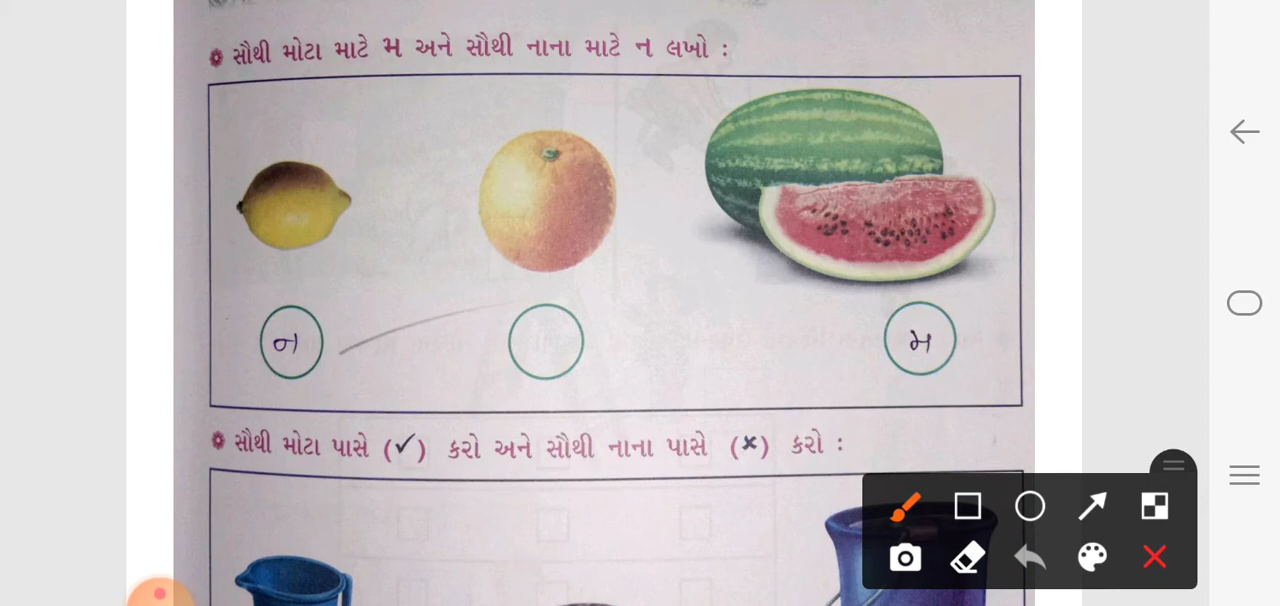 સૌથી મોટા માટે મ અને સૌથી નાના માટે ન લખો :
ન
મ
સૌથી મોટા પાસે (✓) કરો અને સૌથી નાના પાસે (✗) કરો :